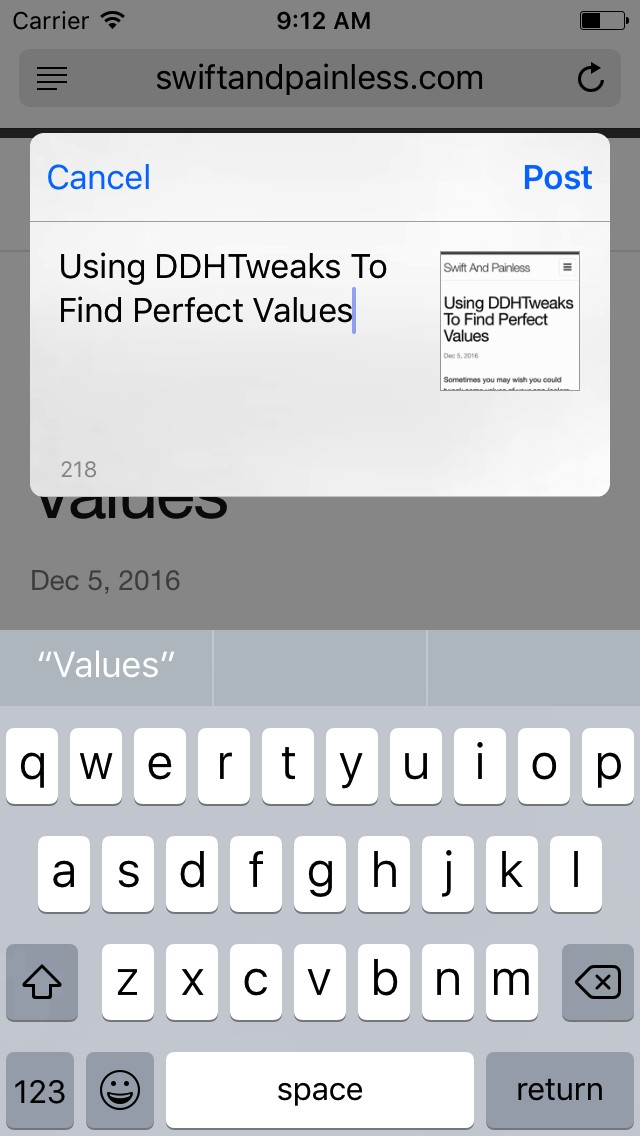 Carrier 9:12 AM
swiftandpainless.com
Cancel Post
Using DDHTweaks To
Find Perfect Values
Swift And Painless
Using DDHTweaks
To Find Perfect
Values
Dec 5, 2016
Sometimes you may wish you could
218
Values
Dec 5, 2016
“Values”
q w e r t y u i o p
a s d f g h j k l
z x c v b n m
123 space return